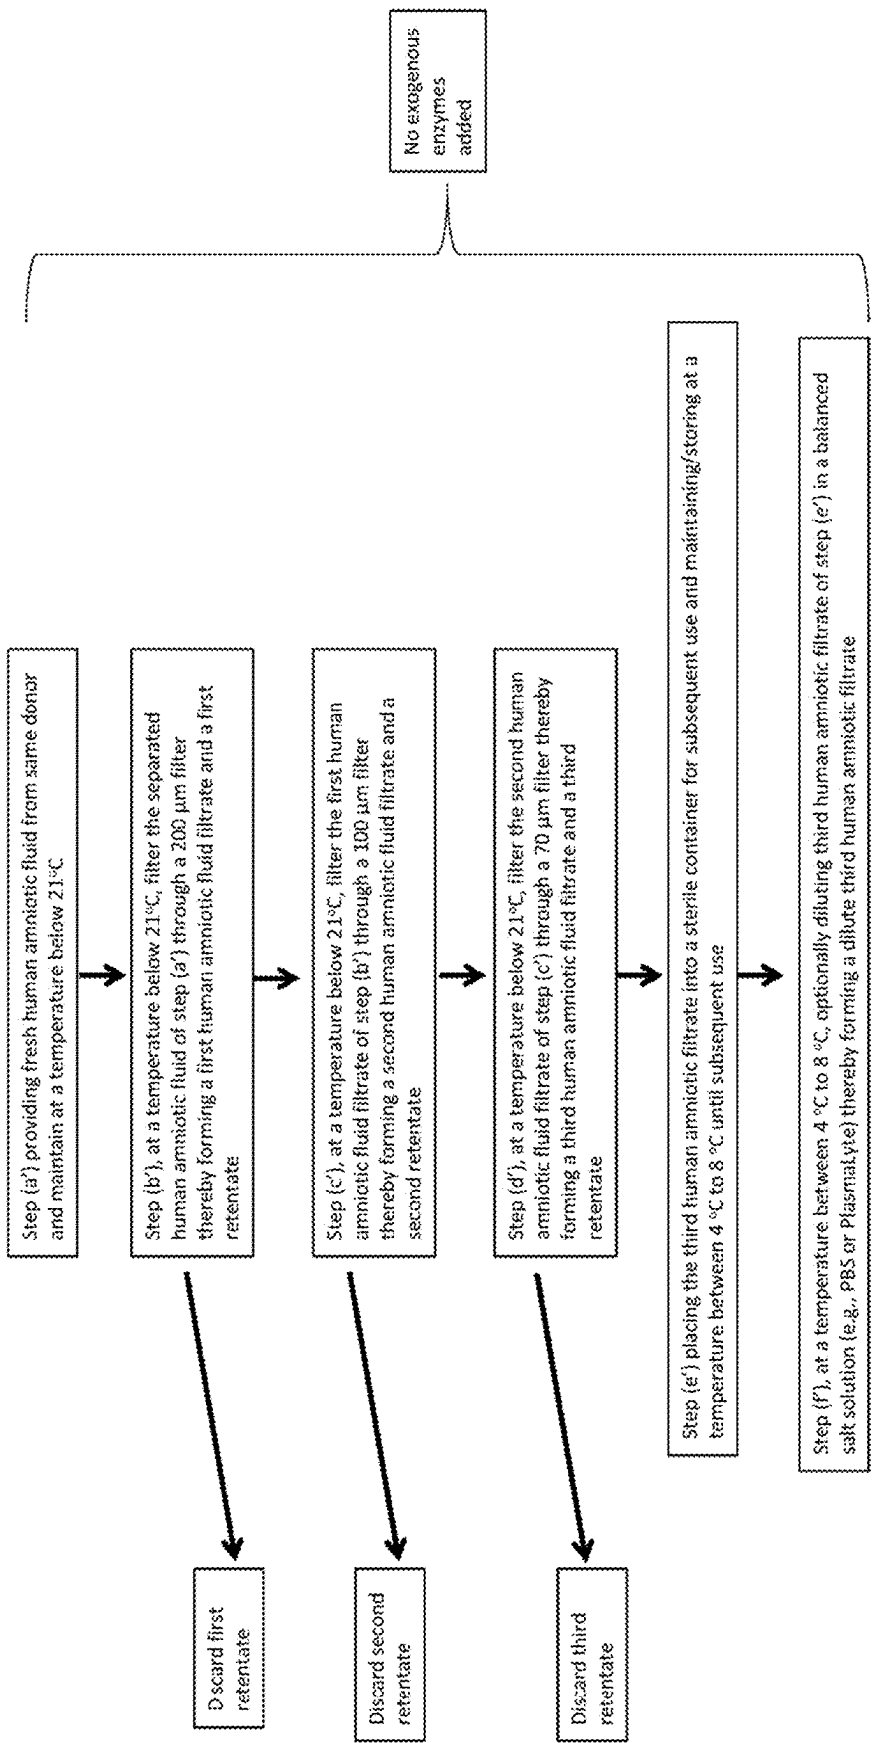 Step (a') providing fresh human amniotic fluid from same donor
and maintain at a temperature below 21°C
Step (b'), at a temperature below 21°C, filter the separated
human amniotic fluid of step (a') through a 200 µm filter
thereby forming a first human amniotic fluid filtrate and a first
retentate
Discard first
retentate
Step (c'), at a temperature below 21°C, filter the first human
amniotic fluid filtrate of step (b') through a 100 µm filter
thereby forming a second human amniotic fluid filtrate and a
second retentate
Discard second
retentate
Step (d'), at a temperature below 21°C, filter the second human
amniotic fluid filtrate of step (c') through a 70 µm filter thereby
forming a third human amniotic fluid filtrate and a third
retentate
Discard third
retentate
Step (e') placing the third human amniotic filtrate into a sterile container for subsequent use and maintaining/storing at a
temperature between 4 °C to 8 °C until subsequent use
Step (f'), at a temperature between 4 °C to 8 °C, optionally diluting third human amniotic filtrate of step (e') in a balanced
salt solution (e.g., PBS or PlasmaLyte) thereby forming a dilute third human amniotic filtrate
No exogenous
enzymes
added